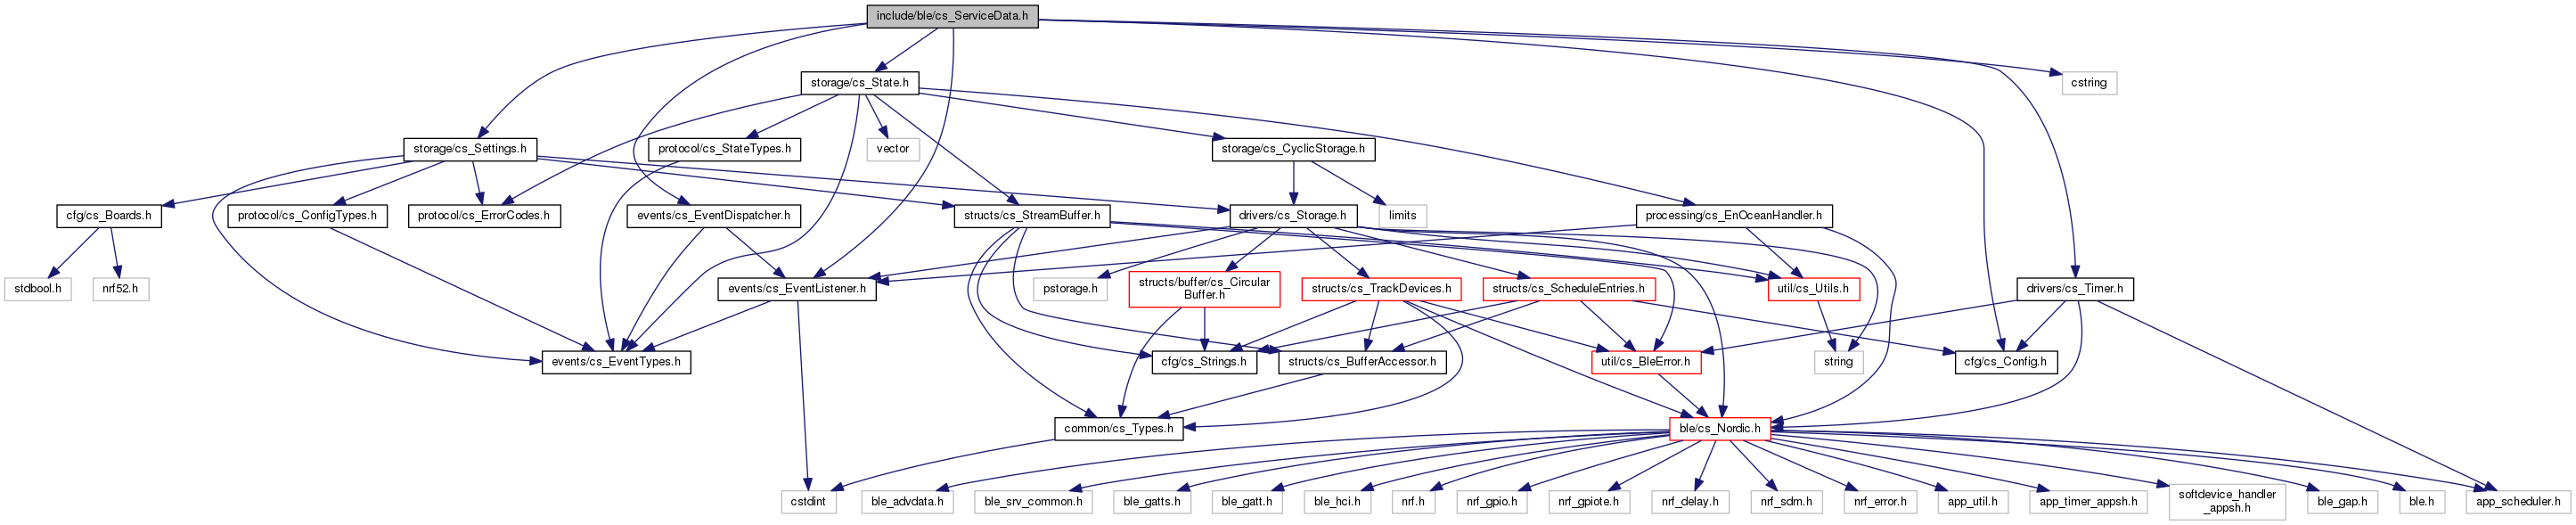 include/ble/cs_ServiceData.h
storage/cs_State.h
cstring
storage/cs_Settings.h
protocol/cs_StateTypes.h
vector
storage/cs_CyclicStorage.h
cfg/cs_Boards.h
protocol/cs_ConfigTypes.h
protocol/cs_ErrorCodes.h
events/cs_EventDispatcher.h
structs/cs_StreamBuffer.h
drivers/cs_Storage.h
limits
processing/cs_EnOceanHandler.h
stdbool.h
nrf52.h
events/cs_EventListener.h
pstorage.h
structs/buffer/cs_Circular
Buffer.h
structs/cs_TrackDevices.h
structs/cs_ScheduleEntries.h
util/cs_Utils.h
drivers/cs_Timer.h
events/cs_EventTypes.h
cfg/cs_Strings.h
structs/cs_BufferAccessor.h
util/cs_BleError.h
string
cfg/cs_Config.h
common/cs_Types.h
ble/cs_Nordic.h
cstdint
ble_advdata.h
ble_srv_common.h
ble_gatts.h
ble_gatt.h
ble_hci.h
nrf.h
nrf_gpio.h
nrf_gpiote.h
nrf_delay.h
nrf_sdm.h
nrf_error.h
app_util.h
app_timer_appsh.h
softdevice_handler
_appsh.h
ble_gap.h
ble.h
app_scheduler.h